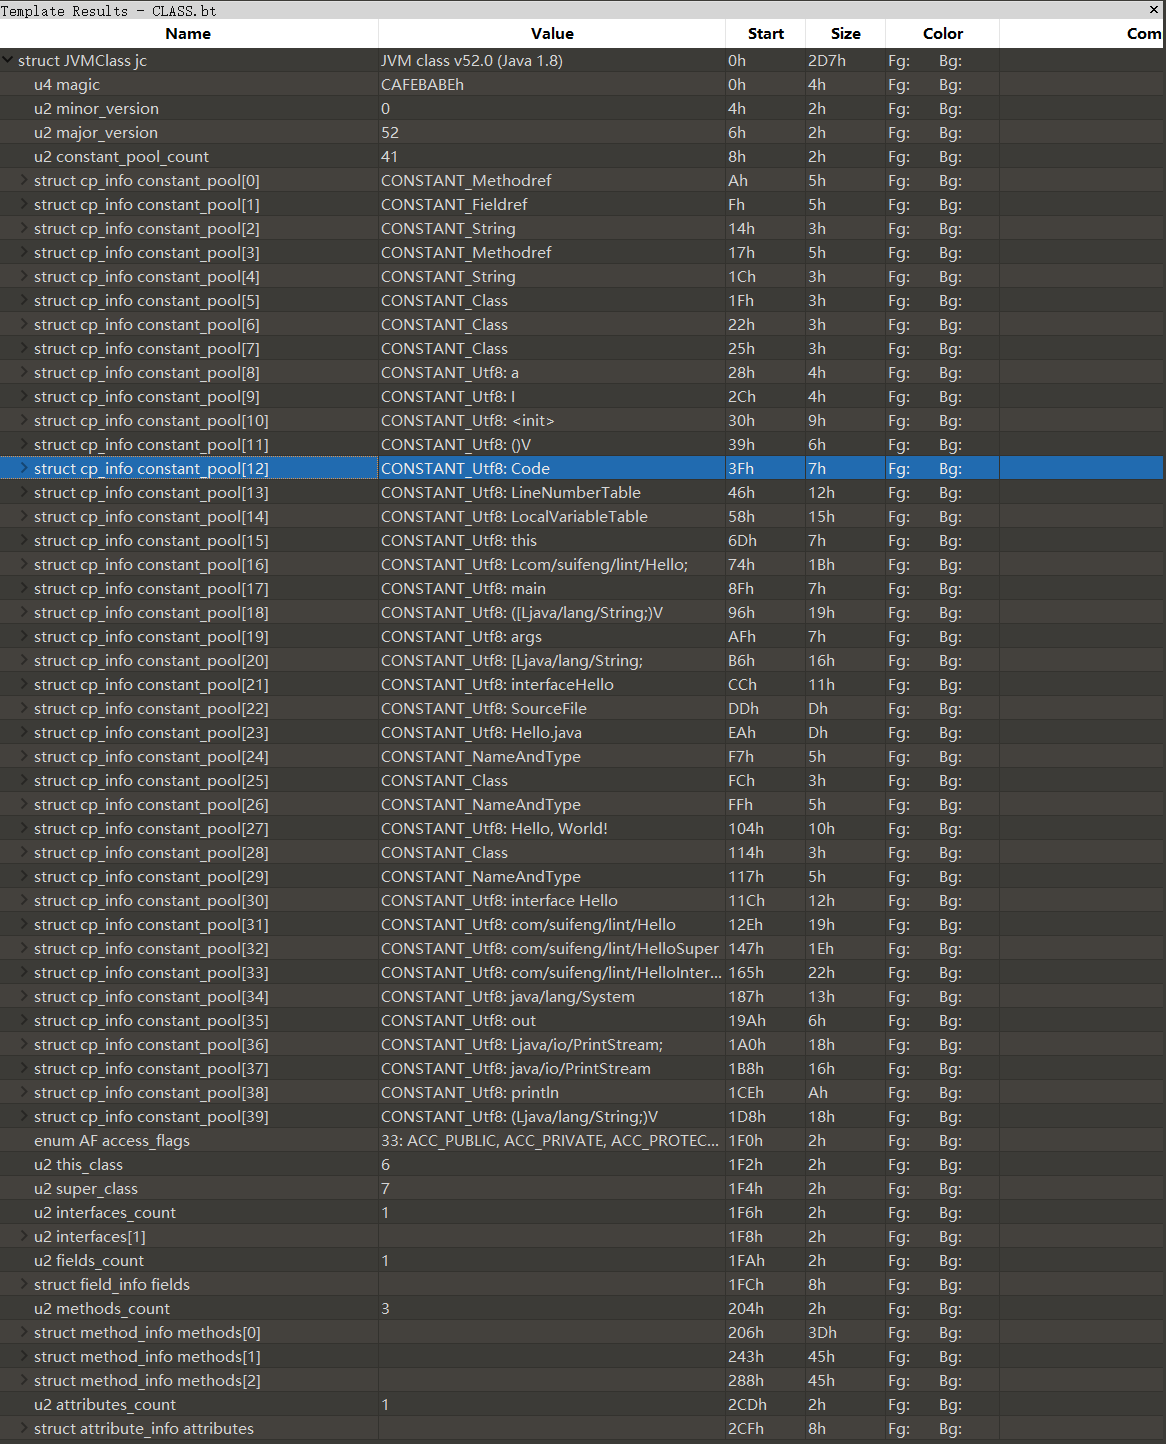 Template Results - CLASS.bt
Name Value Start Size Color Com
struct JVMClass jc JVM class v52.0 (Java 1.8) 0h 2D7h Fg: Bg:
u4 magic CAFEBABEh 0h 4h Fg: Bg:
u2 minor_version 0 4h 2h Fg: Bg:
u2 major_version 52 6h 2h Fg: Bg:
u2 constant_pool_count 41 8h 2h Fg: Bg:
struct cp_info constant_pool[0] CONSTANT_Methodref Ah 5h Fg: Bg:
struct cp_info constant_pool[1] CONSTANT_Fieldref Fh 5h Fg: Bg:
struct cp_info constant_pool[2] CONSTANT_String 14h 3h Fg: Bg:
struct cp_info constant_pool[3] CONSTANT_Methodref 17h 5h Fg: Bg:
struct cp_info constant_pool[4] CONSTANT_String 1Ch 3h Fg: Bg:
struct cp_info constant_pool[5] CONSTANT_Class 1Fh 3h Fg: Bg:
struct cp_info constant_pool[6] CONSTANT_Class 22h 3h Fg: Bg:
struct cp_info constant_pool[7] CONSTANT_Class 25h 3h Fg: Bg:
struct cp_info constant_pool[8] CONSTANT_Utf8: a 28h 4h Fg: Bg:
struct cp_info constant_pool[9] CONSTANT_Utf8: I 2Ch 4h Fg: Bg:
struct cp_info constant_pool[10] CONSTANT_Utf8: <init> 30h 9h Fg: Bg:
struct cp_info constant_pool[11] CONSTANT_Utf8: ()V 39h 6h Fg: Bg:
struct cp_info constant_pool[12] CONSTANT_Utf8: Code 3Fh 7h Fg: Bg:
struct cp_info constant_pool[13] CONSTANT_Utf8: LineNumberTable 46h 12h Fg: Bg:
struct cp_info constant_pool[14] CONSTANT_Utf8: LocalVariableTable 58h 15h Fg: Bg:
struct cp_info constant_pool[15] CONSTANT_Utf8: this 6Dh 7h Fg: Bg:
struct cp_info constant_pool[16] CONSTANT_Utf8: Lcom/suifeng/lint/Hello; 74h 1Bh Fg: Bg:
struct cp_info constant_pool[17] CONSTANT_Utf8: main 8Fh 7h Fg: Bg:
struct cp_info constant_pool[18] CONSTANT_Utf8: ([Ljava/lang/String;)V 96h 19h Fg: Bg:
struct cp_info constant_pool[19] CONSTANT_Utf8: args AFh 7h Fg: Bg:
struct cp_info constant_pool[20] CONSTANT_Utf8: [Ljava/lang/String; B6h 16h Fg: Bg:
struct cp_info constant_pool[21] CONSTANT_Utf8: interfaceHello CCh 11h Fg: Bg:
struct cp_info constant_pool[22] CONSTANT_Utf8: SourceFile DDh Dh Fg: Bg:
struct cp_info constant_pool[23] CONSTANT_Utf8: Hello.java EAh Dh Fg: Bg:
struct cp_info constant_pool[24] CONSTANT_NameAndType F7h 5h Fg: Bg:
struct cp_info constant_pool[25] CONSTANT_Class FCh 3h Fg: Bg:
struct cp_info constant_pool[26] CONSTANT_NameAndType FFh 5h Fg: Bg:
struct cp_info constant_pool[27] CONSTANT_Utf8: Hello, World! 104h 10h Fg: Bg:
struct cp_info constant_pool[28] CONSTANT_Class 114h 3h Fg: Bg:
struct cp_info constant_pool[29] CONSTANT_NameAndType 117h 5h Fg: Bg:
struct cp_info constant_pool[30] CONSTANT_Utf8: interface Hello 11Ch 12h Fg: Bg:
struct cp_info constant_pool[31] CONSTANT_Utf8: com/suifeng/lint/Hello 12Eh 19h Fg: Bg:
struct cp_info constant_pool[32] CONSTANT_Utf8: com/suifeng/lint/HelloSuper 147h 1Eh Fg: Bg:
struct cp_info constant_pool[33] CONSTANT_Utf8: com/suifeng/lint/HelloInter... 165h 22h Fg: Bg:
struct cp_info constant_pool[34] CONSTANT_Utf8: java/lang/System 187h 13h Fg: Bg:
struct cp_info constant_pool[35] CONSTANT_Utf8: out 19Ah 6h Fg: Bg:
struct cp_info constant_pool[36] CONSTANT_Utf8: Ljava/io/PrintStream; 1A0h 18h Fg: Bg:
struct cp_info constant_pool[37] CONSTANT_Utf8: java/io/PrintStream 1B8h 16h Fg: Bg:
struct cp_info constant_pool[38] CONSTANT_Utf8: println 1CEh Ah Fg: Bg:
struct cp_info constant_pool[39] CONSTANT_Utf8: (Ljava/lang/String;)V 1D8h 18h Fg: Bg:
enum AF access_flags 33: ACC_PUBLIC, ACC_PRIVATE, ACC_PROTEC... 1F0h 2h Fg: Bg:
u2 this_class 6 1F2h 2h Fg: Bg:
u2 super_class 7 1F4h 2h Fg: Bg:
u2 interfaces_count 1 1F6h 2h Fg: Bg:
u2 interfaces[1] 1F8h 2h Fg: Bg:
u2 fields_count 1 1FAh 2h Fg: Bg:
struct field_info fields 1FCh 8h Fg: Bg:
u2 methods_count 3 204h 2h Fg: Bg:
struct method_info methods[0] 206h 3Dh Fg: Bg:
struct method_info methods[1] 243h 45h Fg: Bg:
struct method_info methods[2] 288h 45h Fg: Bg:
u2 attributes_count 1 2CDh 2h Fg: Bg:
struct attribute_info attributes 2CFh 8h Fg: Bg: